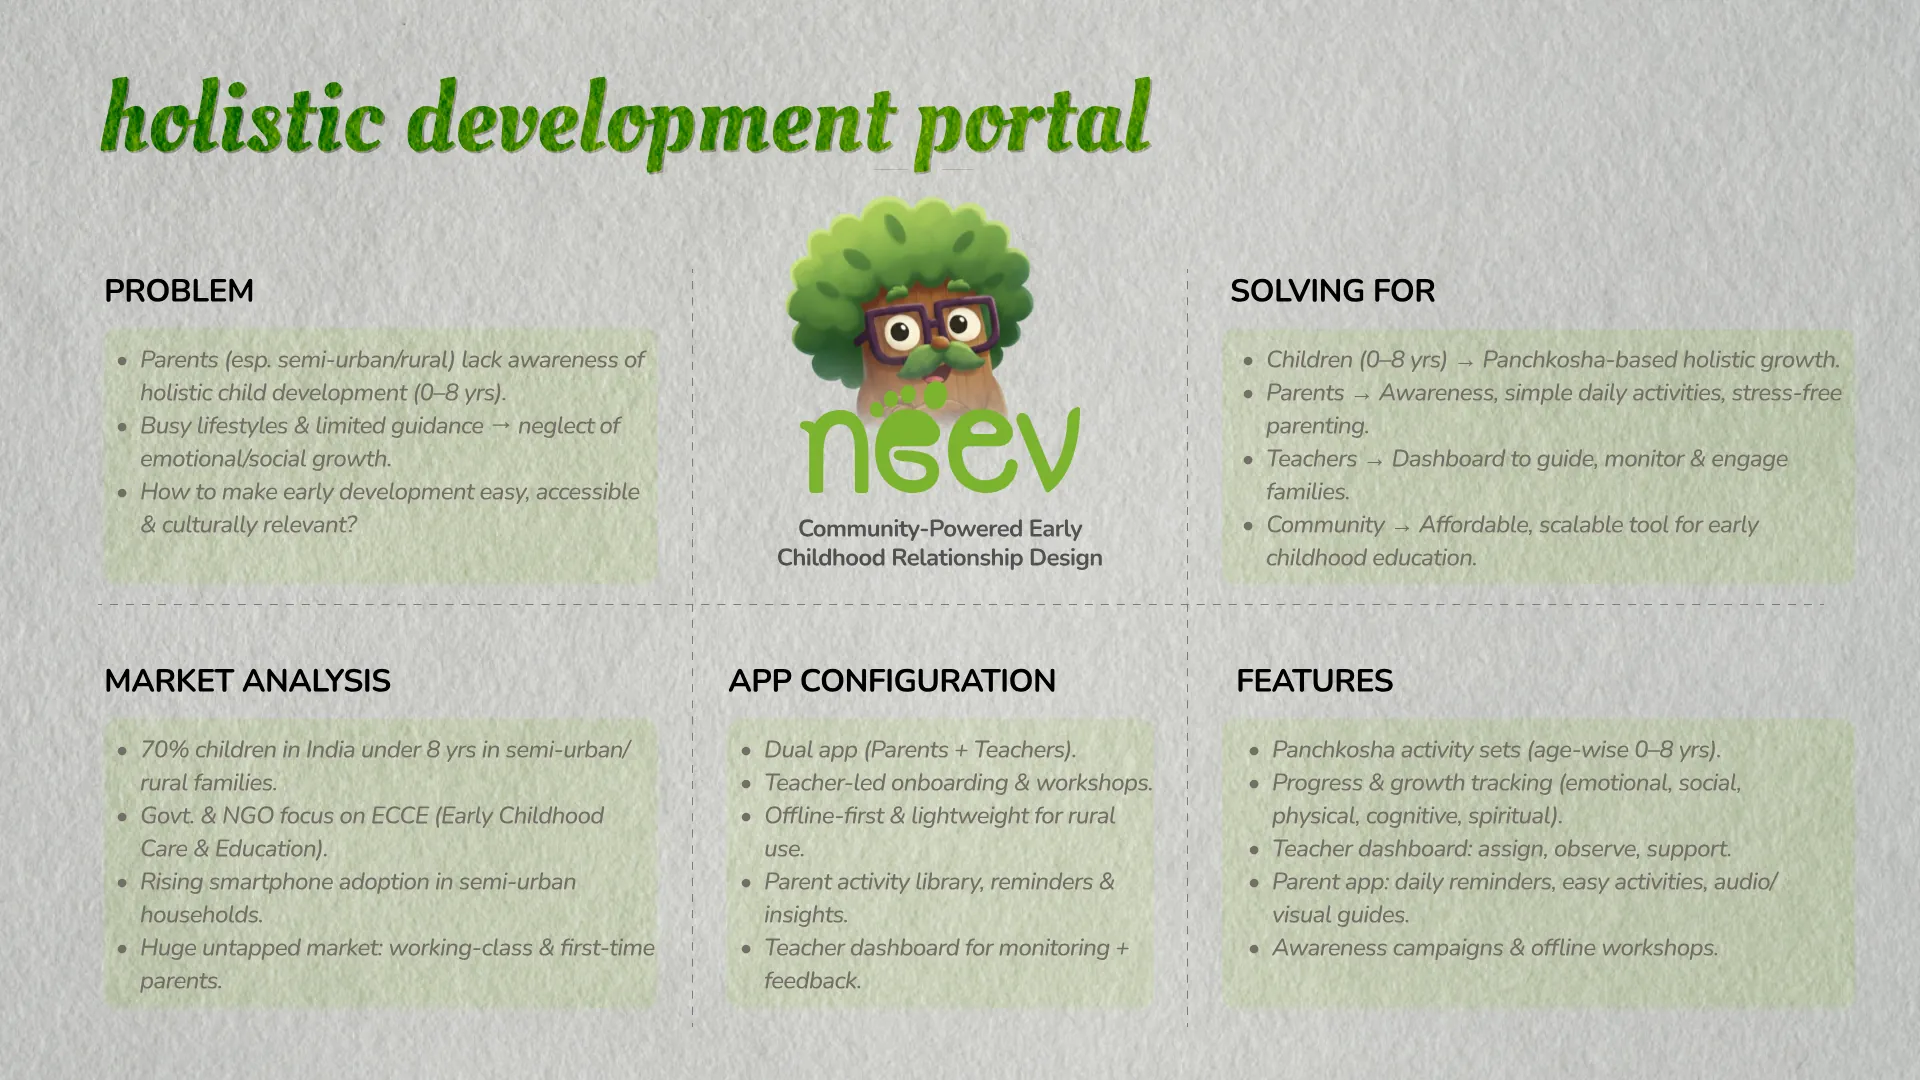 holistic development portal
PROBLEM
• Parents (esp. semi-urban/rural) lack awareness of
holistic child development (0–8 yrs).
• Busy lifestyles & limited guidance → neglect of
emotional/social growth.
• How to make early development easy, accessible
& culturally relevant?
neev
Community-Powered Early
Childhood Relationship Design
SOLVING FOR
• Children (0–8 yrs) → Panchkosha-based holistic growth.
• Parents → Awareness, simple daily activities, stress-free
parenting.
• Teachers → Dashboard to guide, monitor & engage
families.
• Community → Affordable, scalable tool for early
childhood education.
MARKET ANALYSIS
• 70% children in India under 8 yrs in semi-urban/
rural families.
• Govt. & NGO focus on ECCE (Early Childhood
Care & Education).
• Rising smartphone adoption in semi-urban
households.
• Huge untapped market: working-class & first-time
parents.
APP CONFIGURATION
• Dual app (Parents + Teachers).
• Teacher-led onboarding & workshops.
• Offline-first & lightweight for rural
use.
• Parent activity library, reminders &
insights.
• Teacher dashboard for monitoring +
feedback.
FEATURES
• Panchkosha activity sets (age-wise 0–8 yrs).
• Progress & growth tracking (emotional, social,
physical, cognitive, spiritual).
• Teacher dashboard: assign, observe, support.
• Parent app: daily reminders, easy activities, audio/
visual guides.
• Awareness campaigns & offline workshops.